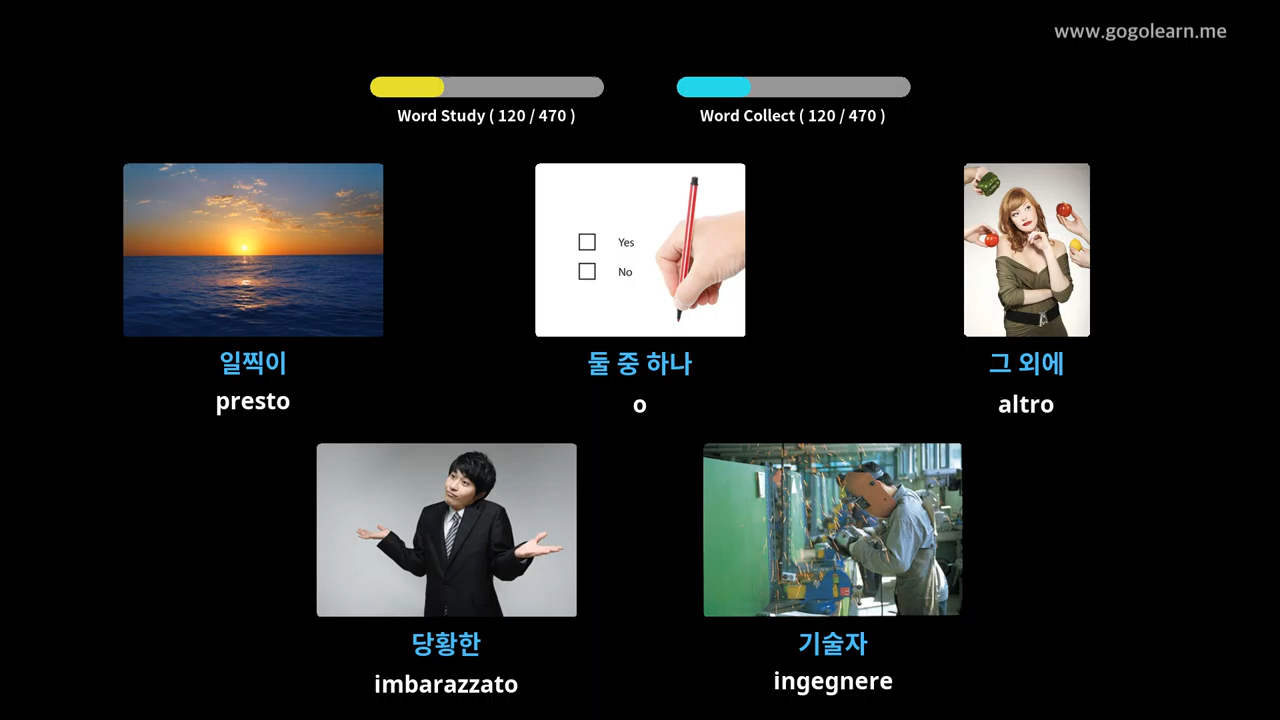 www.gogolearn.me
Word Study ( 120 / 470 )
Word Collect ( 120 / 470 )
Yes
No
일찍이
presto
둘 중 하나
o
그 외에
altro
당황한
imbarazzato
기술자
ingegnere